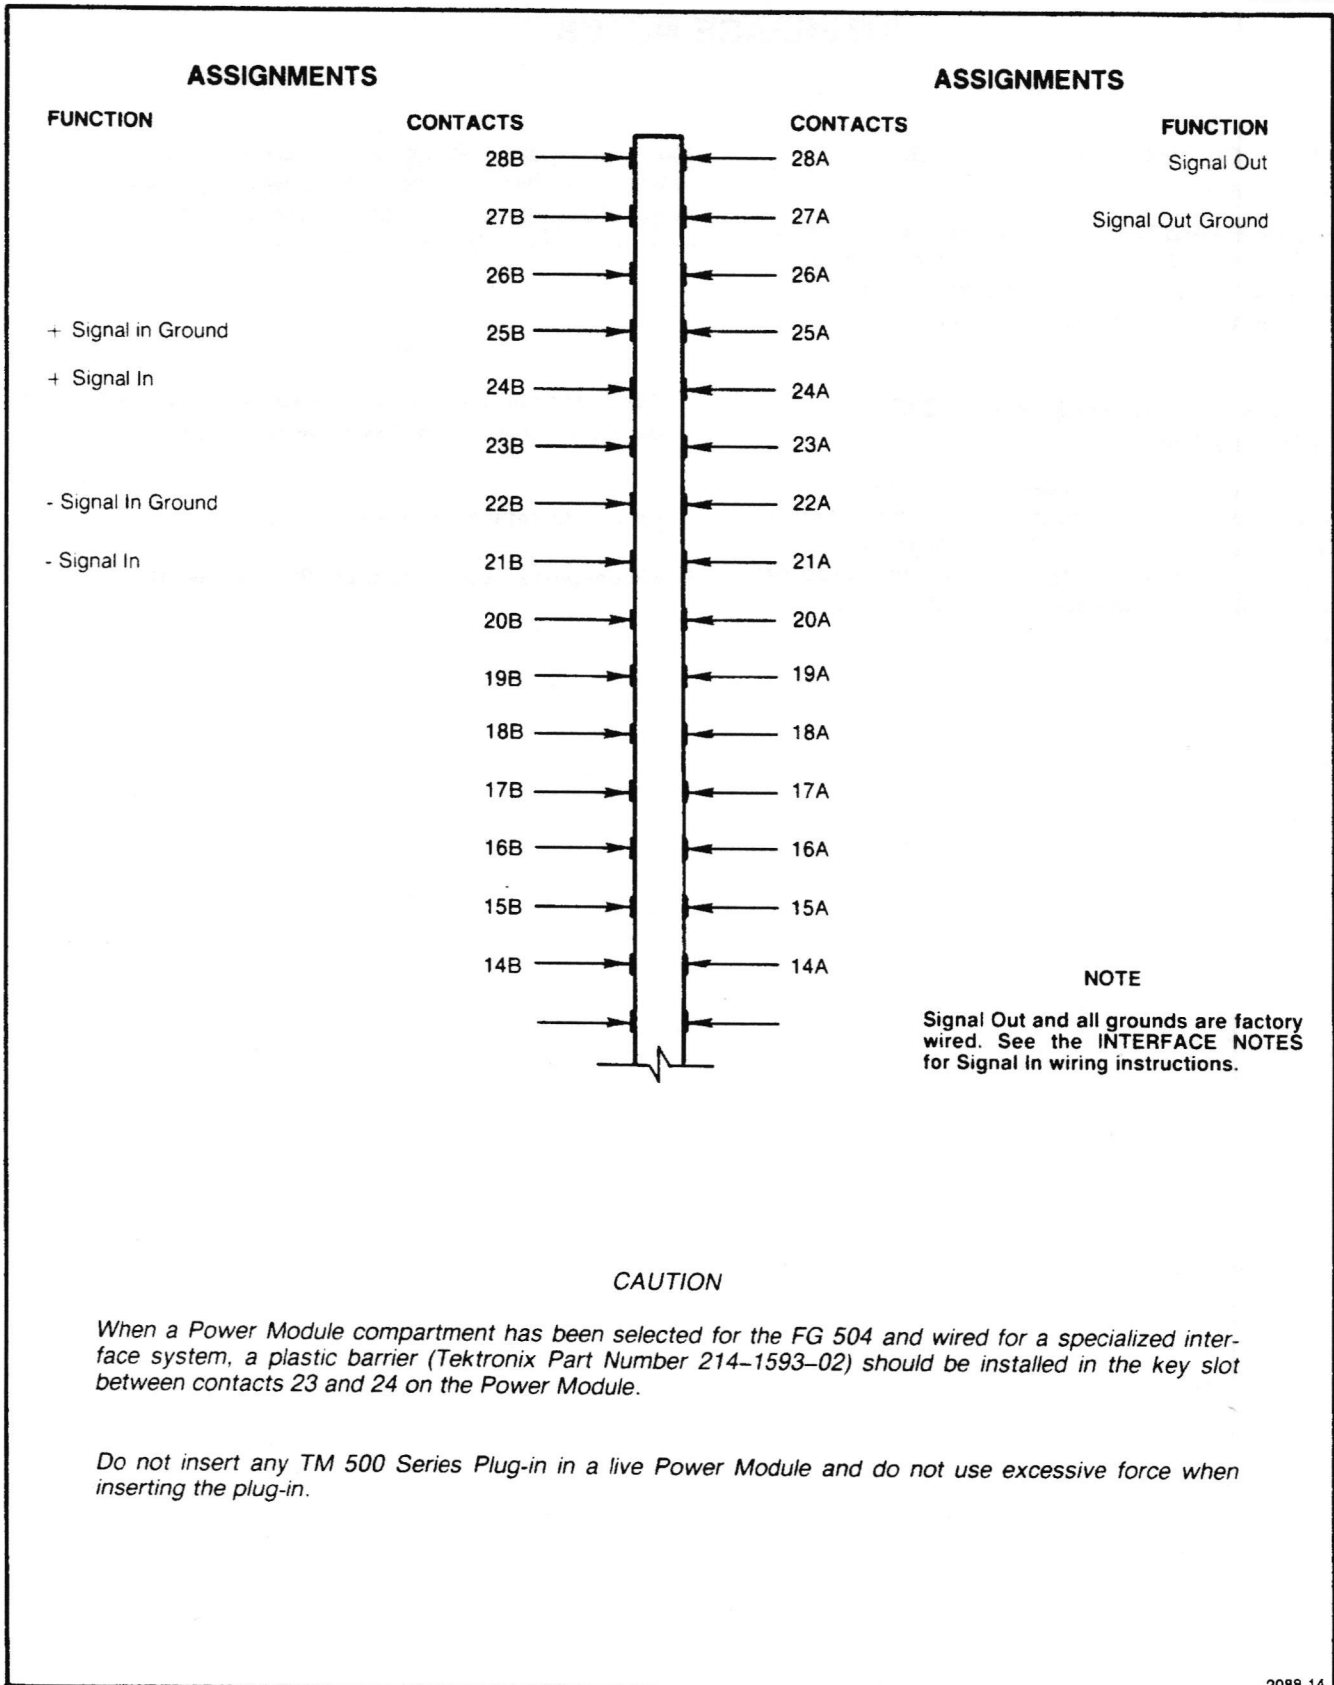 ASSIGNMENTS ASSIGNMENTS
FUNCTION CONTACTS CONTACTS FUNCTION
28B 28A Signal Out
27B 27A Signal Out Ground
26B 26A
+ Signal in Ground 25B 25A
+ Signal In 24B 24A
23B 23A
- Signal In Ground 22B 22A
- Signal In 21B 21A
20B 20A
19B 19A
18B 18A
17B 17A
16B 16A
15B 15A
14B 14A
NOTE
Signal Out and all grounds are factory
wired. See the INTERFACE NOTES
for Signal In wiring instructions.
CAUTION
When a Power Module compartment has been selected for the FG 504 and wired for a specialized inter-
face system, a plastic barrier (Tektronix Part Number 214–1593–02) should be installed in the key slot
between contacts 23 and 24 on the Power Module.
Do not insert any TM 500 Series Plug-in in a live Power Module and do not use excessive force when
inserting the plug-in.
2088-14